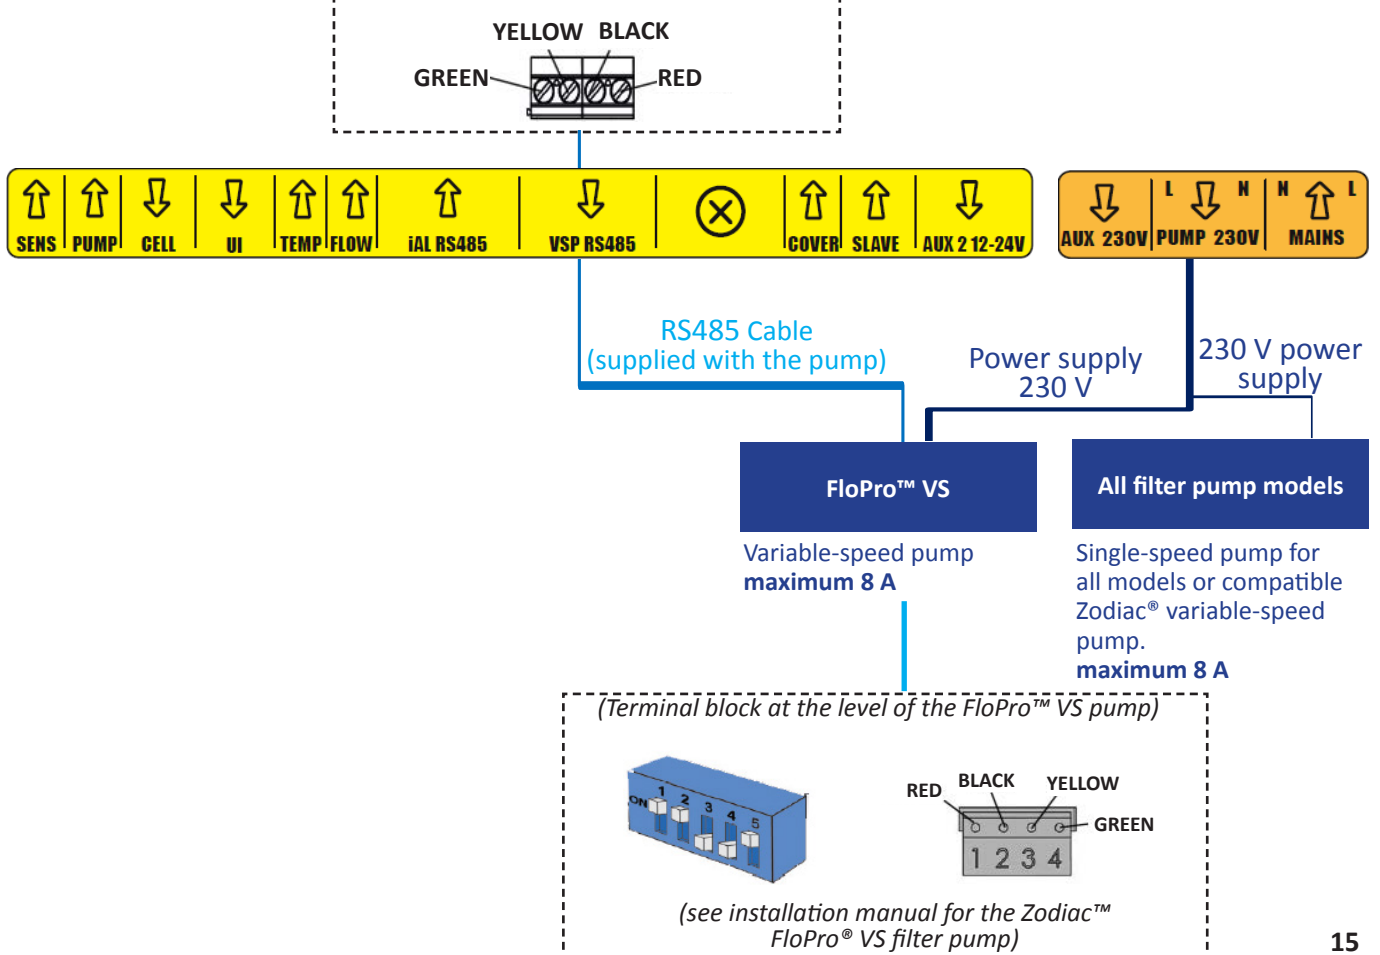 YELLOW BLACK
GREEN
RED
SENS PUMP CELL UI TEMP FLOW iAL RS485 VSP RS485 COVER SLAVE AUX 2 12-24V
L N N L
AUX 230V PUMP 230V MAINS
RS485 Cable
(supplied with the pump)
Power supply
230 V
230 V power
supply
FloPro™ VS
All filter pump models
Variable-speed pump
maximum 8 A
Single-speed pump for
all models or compatible
Zodiac® variable-speed
pump.
maximum 8 A
(Terminal block at the level of the FloPro™ VS pump)
ON 1 2 3 4 5
RED BLACK YELLOW
GREEN
1 2 3 4
(see installation manual for the Zodiac™
FloPro® VS filter pump)
15